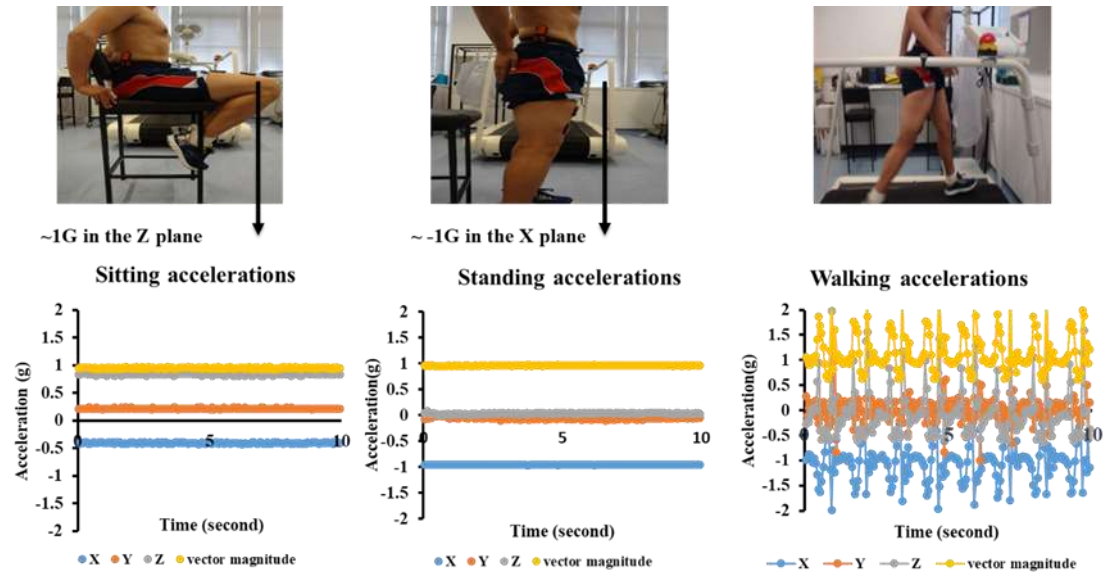 ~1G in the Z plane
~ -1G in the X plane
Sitting accelerations
Standing accelerations
Walking accelerations
2
1.5
1
0.5
0
-0.5
-1
-1.5
-2
0
5
10
Acceleration (g)
Time (second)
X Y Z vector magnitude
2
1.5
1
0.5
0
-0.5
-1
-1.5
-2
0
5
10
Acceleration(g)
Time (second)
X Y Z vector magnitude
2
1.5
1
0.5
0
-0.5
-1
-1.5
-2
0
5
10
Acceleration(g)
Time (second)
X Y Z vector magnitude